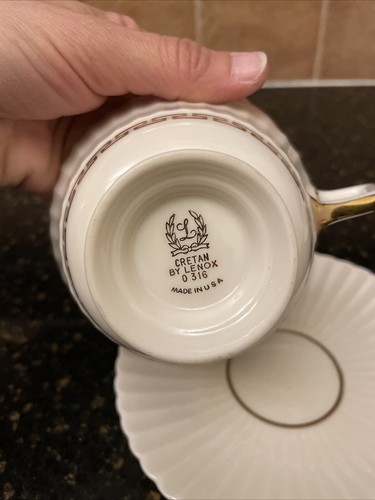 L
CRETAN
BY LENOX
O 316
MADE IN USA